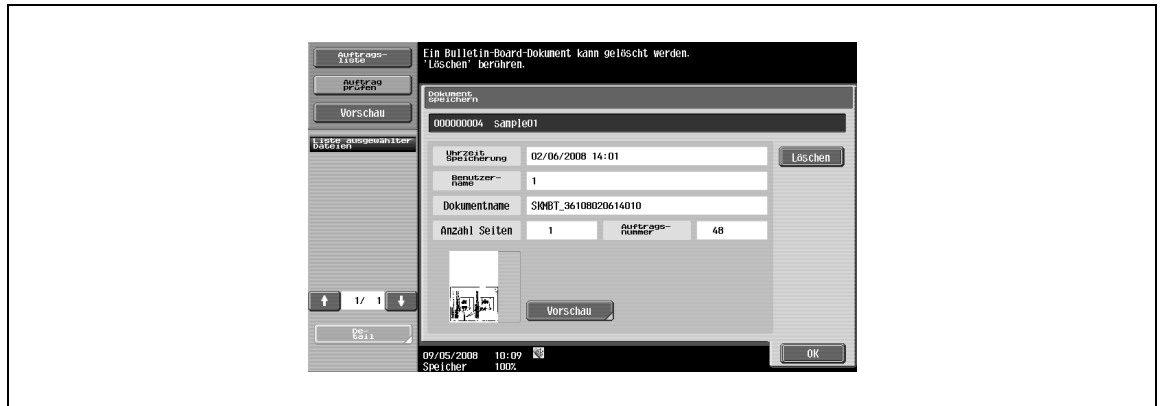 Auftrags-
liste
Auftrag
prüfen
Vorschau
Liste ausgewählter
Dateien
1/ 1
De-
tail
Ein Bulletin-Board-Dokument kann gelöscht werden.
'Löschen' berühren.
Dokument
speichern
000000004 sample01
Uhrzeit
Speicherung 02/06/2008 14:01
Löschen
Benutzer-
name 1
Dokumentname SKMBT_36108020614010
Anzahl Seiten 1 Auftrags-
nummer 48
Vorschau
09/05/2008 10:09
Speicher 100%
OK